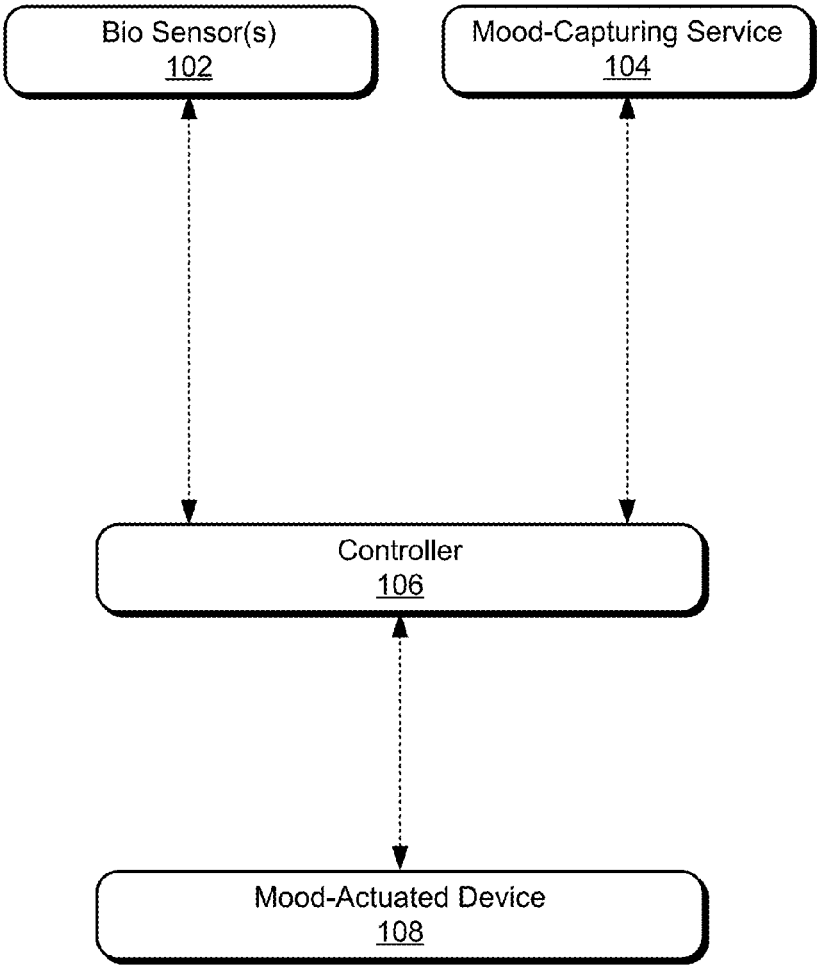 Bio Sensor(s)
102
Mood-Capturing Service
104
Controller
106
Mood-Actuated Device
108